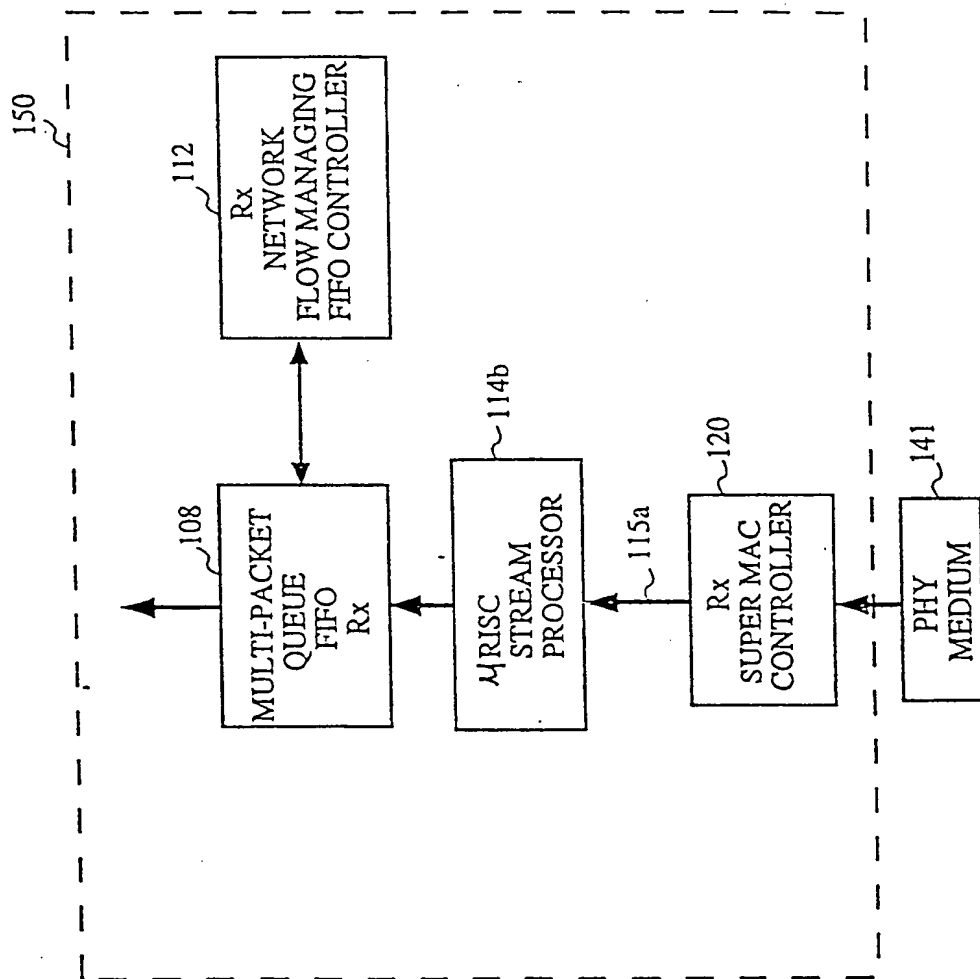 150
112
Rx
NETWORK
FLOW MANAGING
FIFO CONTROLLER
108
MULTI-PACKET
QUEUE
FIFO
Rx
114b
μRISC
STREAM
PROCESSOR
115a
120
Rx
SUPER MAC
CONTROLLER
141
PHY
MEDIUM